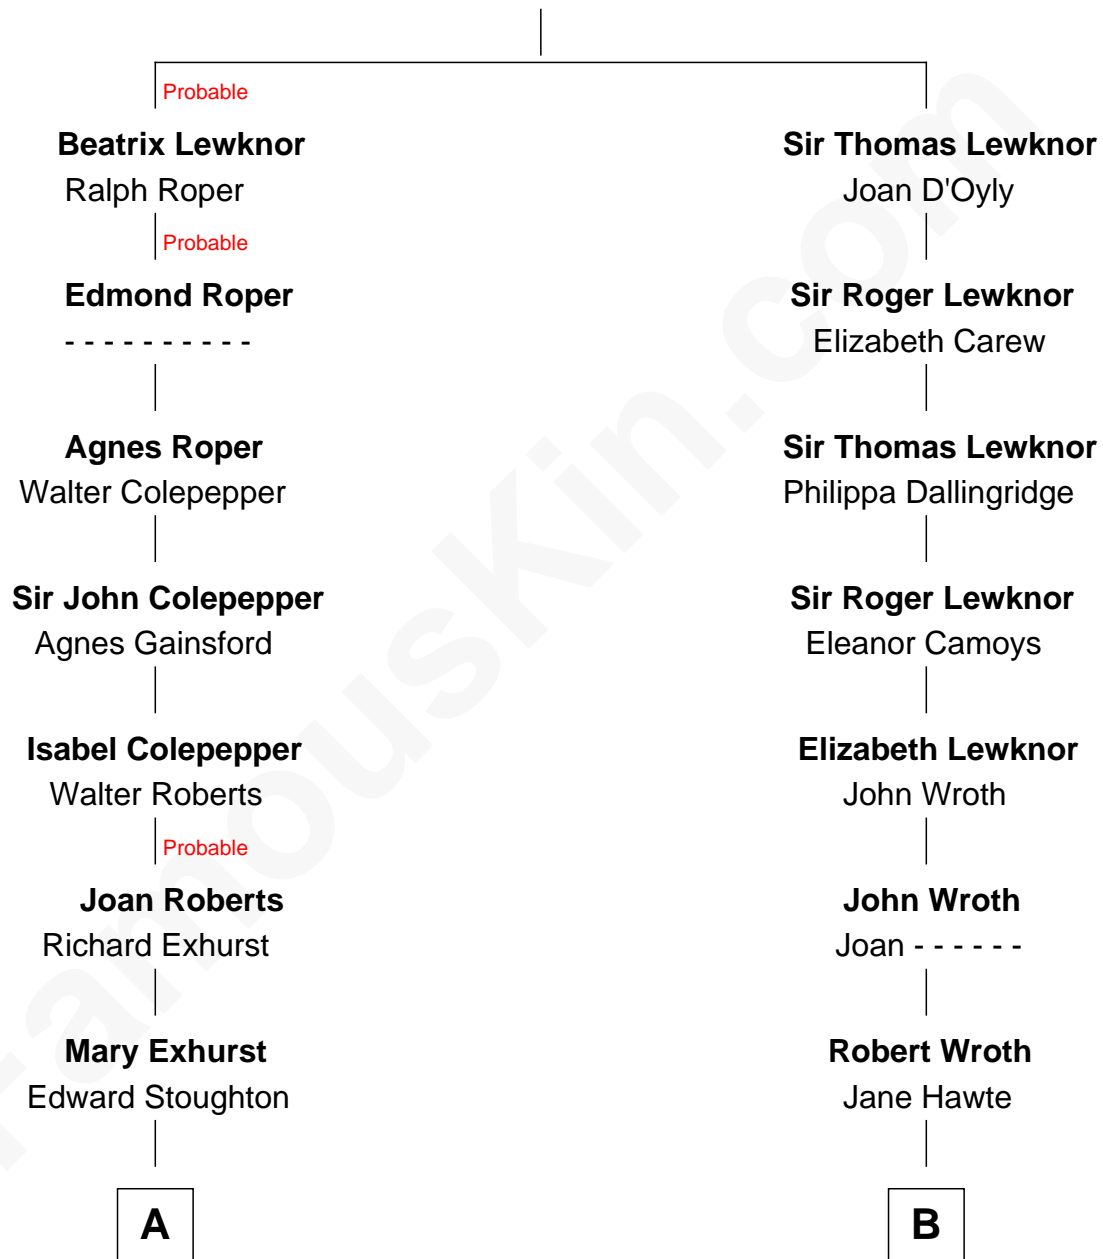 Probable
Beatrix Lewknor
Ralph Roper
Probable
Edmond Roper
- - - - - - - - - -
Agnes Roper
Walter Colepepper
Sir John Colepepper
Agnes Gainsford
Isabel Colepepper
Walter Roberts
Probable
Joan Roberts
Richard Exhurst
Mary Exhurst
Edward Stoughton
A
Sir Thomas Lewknor
Joan D'Oyly
Sir Roger Lewknor
Elizabeth Carew
Sir Thomas Lewknor
Philippa Dallingridge
Sir Roger Lewknor
Eleanor Camoys
Elizabeth Lewknor
John Wroth
John Wroth
Joan - - - - - -
Robert Wroth
Jane Hawte
B
FamousKin.com